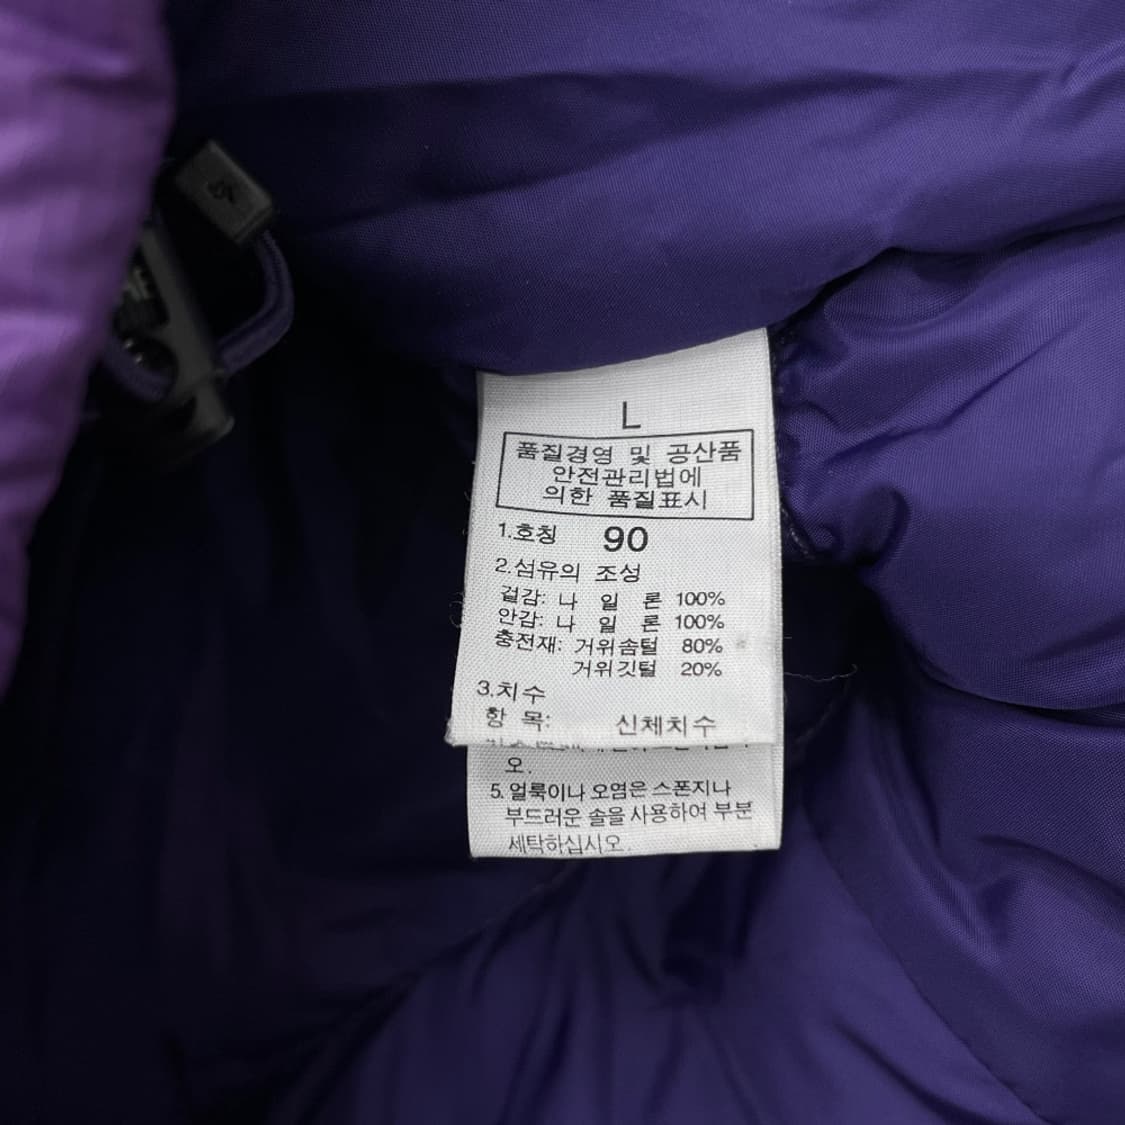 L
품질경영 및 공산품
안전관리법에
의한 품질표시
1.호칭 90
2.섬유의 조성
겉감: 나 일 론 100%
안감: 나 일 론 100%
충전재: 거위솜털 80%
거위깃털 20%
3.치수
항 목: 신체치수
오.
5. 얼룩이나 오염은 스폰지나
부드러운 솔을 사용하여 부분
세탁하십시오.